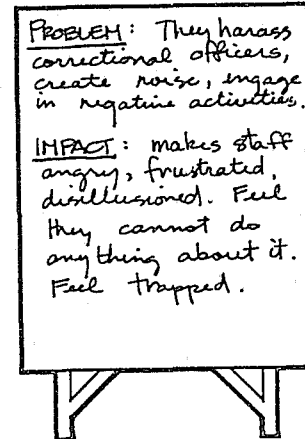 PROBLEM: They harass
correctional officers,
create noise, engage
in negative activities.
IMPACT: makes staff
angry, frustrated,
disillusioned. Feel
they cannot do
anything about it.
Feel trapped.